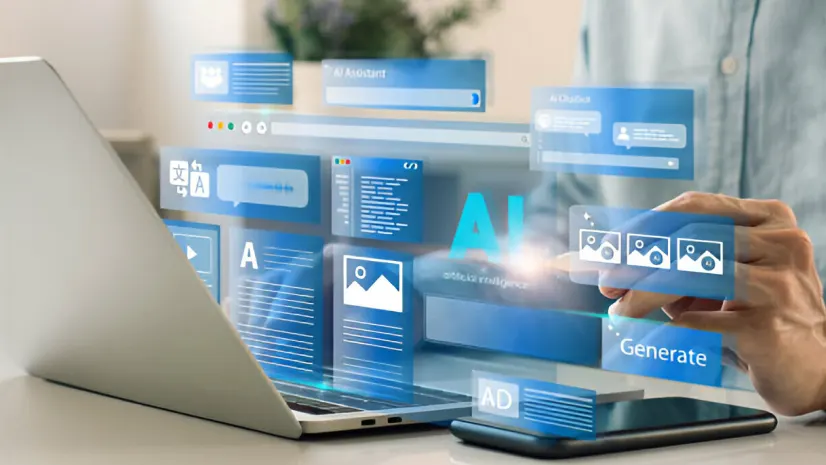 AI Assistant
AI Chatbot
文
A
AI
A
artificial intelligence
Generate
AD